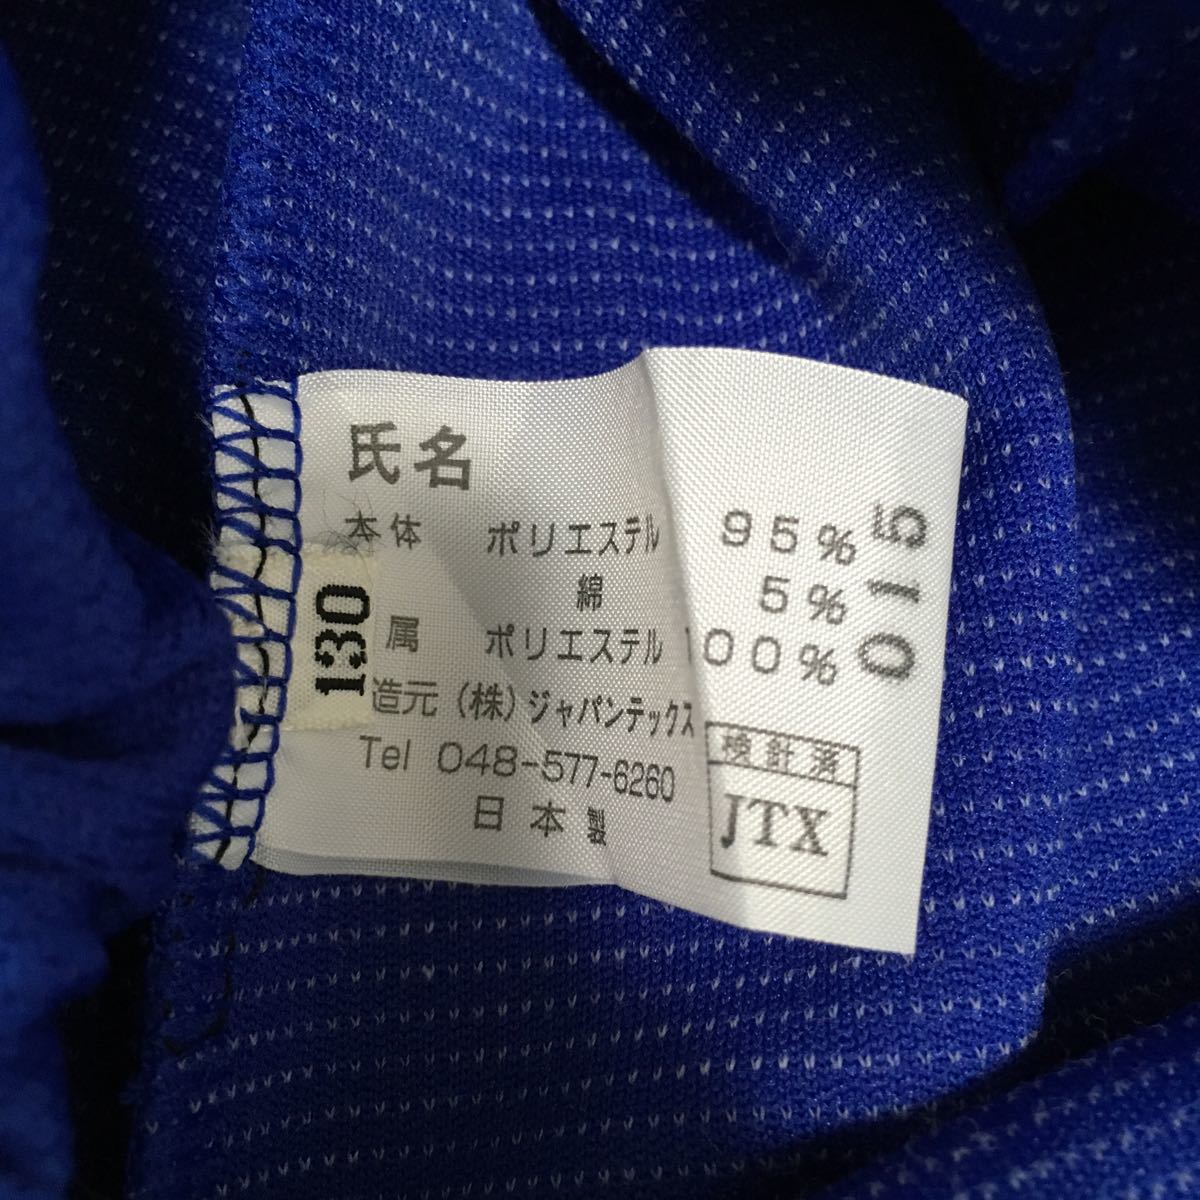 氏名
本体 ポリエステル 95%
綿 5%
属 ポリエステル 100%
造元 (株)ジャパンテックス
Tel 048-577-6260
日本製
130
015
検針済
JTX